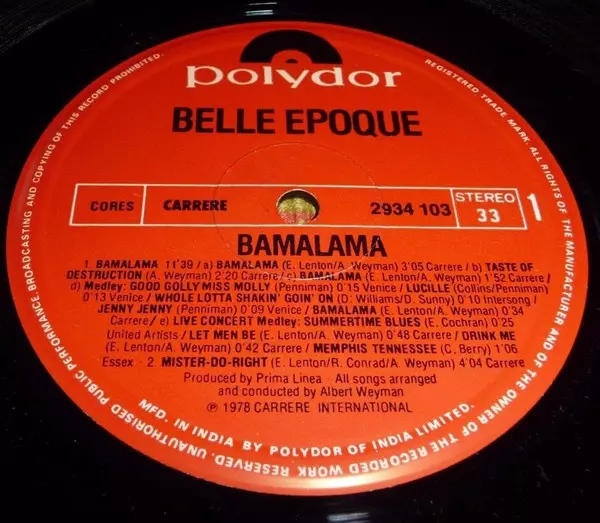 polydor
BELLE EPOQUE
CORES
CARRERE
2934 103
STEREO
33
1
BAMALAMA
1. BAMALAMA 11'39 / a) BAMALAMA (E. Lenton/A. Weyman) 3'05 Carrere / b) TASTE OF
DESTRUCTION (A. Weyman) 2'20 Carrere / c) BAMALAMA (E. Lenton/A. Weyman) 1'52 Carrere /
d) Medley: GOOD GOLLY MISS MOLLY (Penniman) 0'15 Venice / LUCILLE (Collins/Penniman)
0'13 Venice / WHOLE LOTTA SHAKIN' GOIN' ON (D. Williams/D. Sunny) 0'10 Intersong /
JENNY JENNY (Penniman) 0'09 Venice / BAMALAMA (E. Lenton/A. Weyman) 0'34
Carrere / e) LIVE CONCERT Medley: SUMMERTIME BLUES (E. Cochran) 0'25
United Artists / LET MEN BE (E. Lenton/A. Weyman) 0'48 Carrere / DRINK ME
(E. Lenton/A. Weyman) 0'42 Carrere / MEMPHIS TENNESSEE (C. Berry) 1'06
Essex - 2. MISTER-DO-RIGHT (E. Lenton/R. Conrad/A. Weyman) 4'04 Carrere
Produced by Prima Linea - All songs arranged
and conducted by Albert Weyman
℗ 1978 CARRERE INTERNATIONAL
MFD. IN INDIA BY POLYDOR OF INDIA LIMITED.
REGISTERED TRADE MARK. ALL RIGHTS OF THE MANUFACTURER AND OF THE OWNER OF THE RECORDED WORK RESERVED. UNAUTHORISED PUBLIC PERFORMANCE, BROADCASTING AND COPYING OF THIS RECORD PROHIBITED.